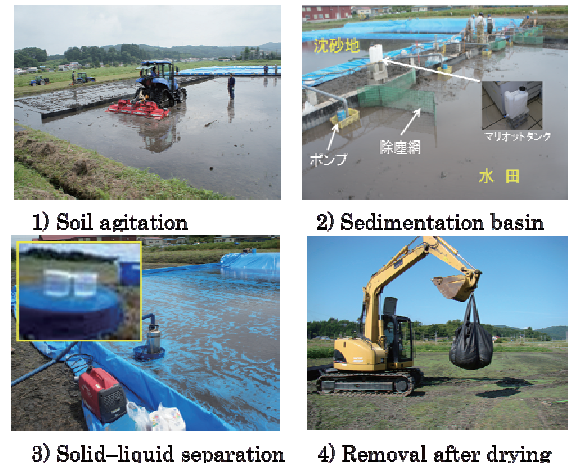 沈砂地
マリオットタンク
ポンプ
除塵網
水田
1) Soil agitation
2) Sedimentation basin
3) Solid–liquid separation
4) Removal after drying